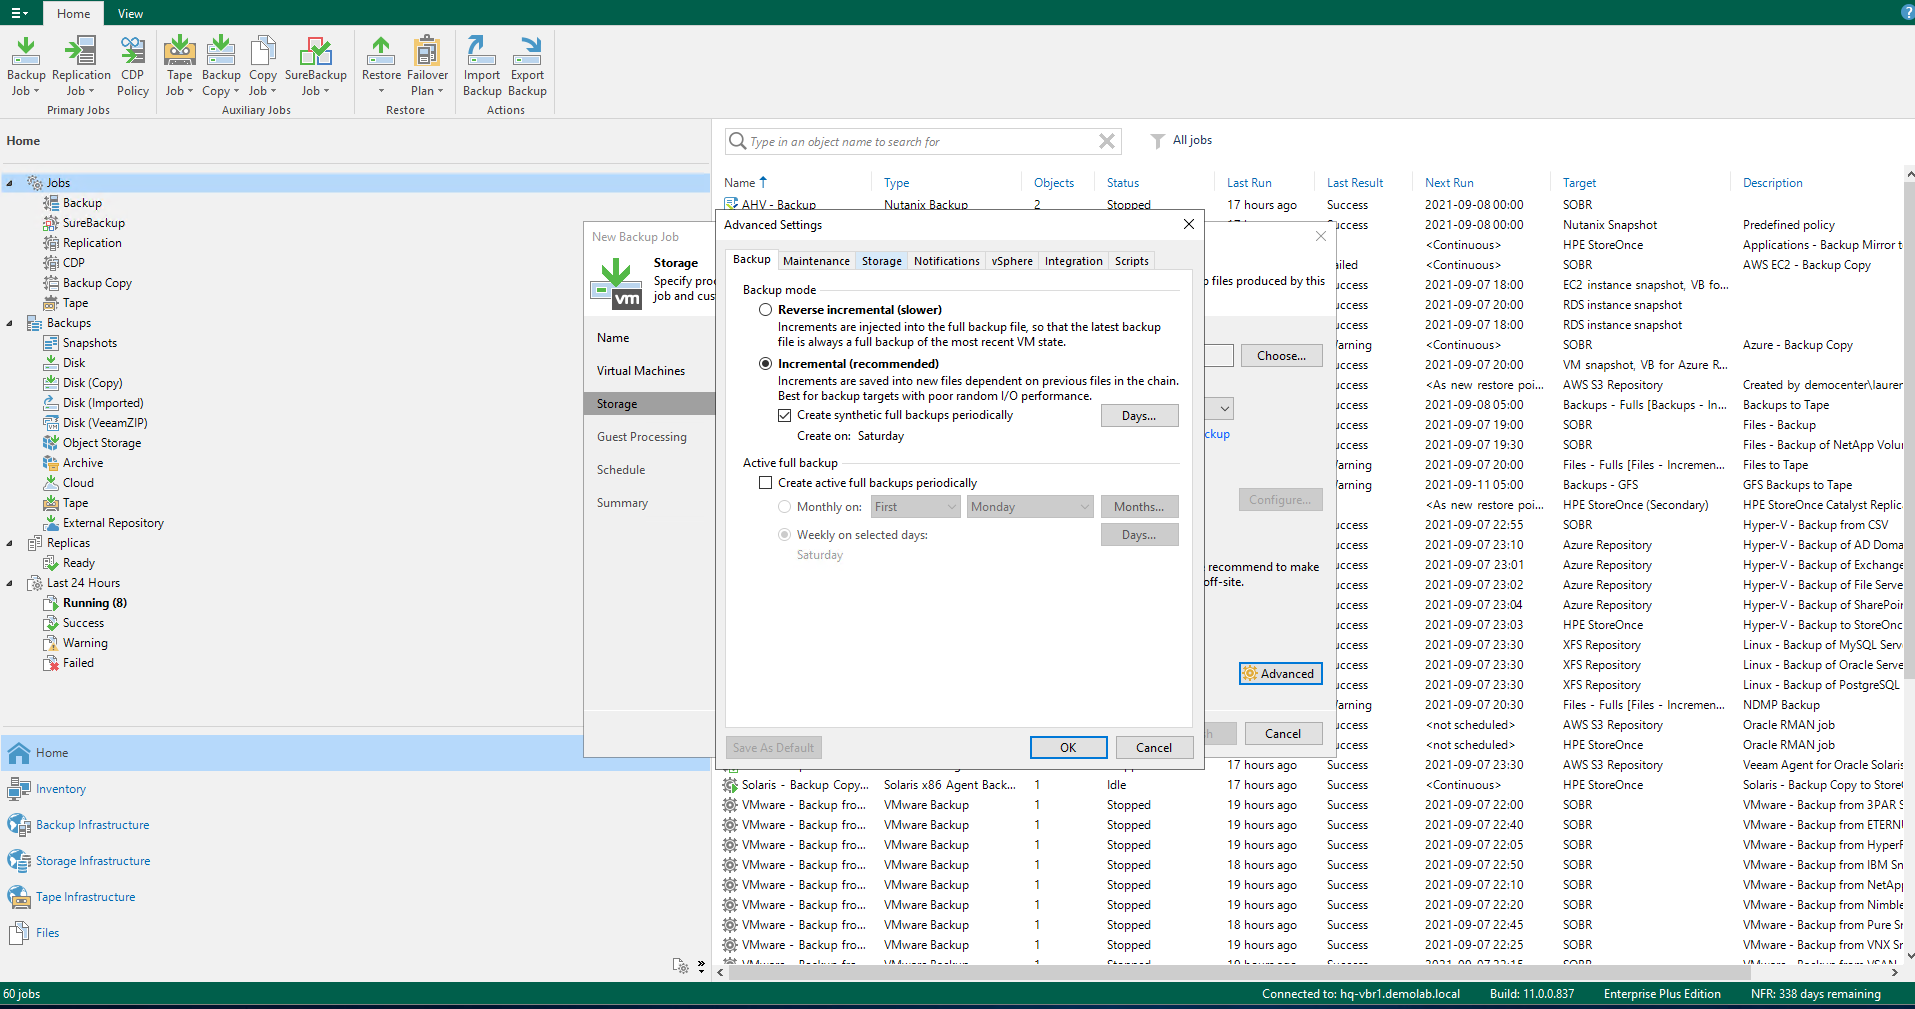 Home View
Backup Job Replication Job CDP Policy Tape Job Backup Copy Copy Job SureBackup Job Restore Failover Plan Import Backup Export Backup
Primary Jobs Auxiliary Jobs Restore Actions
Home
Jobs
Backup
SureBackup
Replication
CDP
Backup Copy
Tape
Backups
Snapshots
Disk
Disk (Copy)
Disk (Imported)
Disk (VeeamZIP)
Object Storage
Archive
Cloud
Tape
External Repository
Replicas
Ready
Last 24 Hours
Running (8)
Success
Warning
Failed
Home
Inventory
Backup Infrastructure
Storage Infrastructure
Tape Infrastructure
Files
Type in an object name to search for
All jobs
Name Type Objects Status Last Run Last Result Next Run Target Description
AHV - Backup Nutanix Backup 2 Stopped 17 hours ago Success 2021-09-08 00:00 SOBR
2021-09-08 00:00 Nutanix Snapshot Predefined policy
<Continuous> HPE StoreOnce Applications - Backup Mirror t
<Continuous> SOBR AWS EC2 - Backup Copy
2021-09-07 18:00 EC2 instance snapshot, VB fo...
2021-09-07 20:00 RDS instance snapshot
2021-09-07 18:00 RDS instance snapshot
<Continuous> SOBR Azure - Backup Copy
2021-09-07 20:00 VM snapshot, VB for Azure R...
<As new restore poi... AWS S3 Repository Created by democenter\lauren
2021-09-08 05:00 Backups - Fulls [Backups - In... Backups to Tape
2021-09-07 19:00 SOBR Files - Backup
2021-09-07 19:30 SOBR Files - Backup of NetApp Volu
2021-09-07 20:00 Files - Fulls [Files - Incremen... Files to Tape
2021-09-11 05:00 Backups - GFS GFS Backups to Tape
<As new restore poi... HPE StoreOnce (Secondary) HPE StoreOnce Catalyst Replic
2021-09-07 22:55 SOBR Hyper-V - Backup from CSV
2021-09-07 23:10 Azure Repository Hyper-V - Backup of AD Doma
2021-09-07 23:01 Azure Repository Hyper-V - Backup of Exchange
2021-09-07 23:02 Azure Repository Hyper-V - Backup of File Serve
2021-09-07 23:04 Azure Repository Hyper-V - Backup of SharePoin
2021-09-07 23:03 HPE StoreOnce Hyper-V - Backup to StoreOnc
2021-09-07 23:30 XFS Repository Linux - Backup of MySQL Serv
2021-09-07 23:30 XFS Repository Linux - Backup of Oracle Serve
2021-09-07 23:30 XFS Repository Linux - Backup of PostgreSQL
2021-09-07 20:30 Files - Fulls [Files - Incremen... NDMP Backup
<not scheduled> AWS S3 Repository Oracle RMAN job
<not scheduled> HPE StoreOnce Oracle RMAN job
17 hours ago Success 2021-09-07 23:30 AWS S3 Repository Veeam Agent for Oracle Solaris
Solaris - Backup Copy... Solaris x86 Agent Back... 1 Idle 17 hours ago Success <Continuous> HPE StoreOnce Solaris - Backup Copy to Store
VMware - Backup fro... VMware Backup 1 Stopped 19 hours ago Success 2021-09-07 22:00 SOBR VMware - Backup from 3PAR S
VMware - Backup fro... VMware Backup 1 Stopped 19 hours ago Success 2021-09-07 22:40 SOBR VMware - Backup from ETERN
VMware - Backup fro... VMware Backup 1 Stopped 19 hours ago Success 2021-09-07 22:05 SOBR VMware - Backup from HyperF
VMware - Backup fro... VMware Backup 1 Stopped 18 hours ago Success 2021-09-07 22:50 SOBR VMware - Backup from IBM Sn
VMware - Backup fro... VMware Backup 1 Stopped 19 hours ago Success 2021-09-07 22:10 SOBR VMware - Backup from NetApp
VMware - Backup fro... VMware Backup 1 Stopped 19 hours ago Success 2021-09-07 22:20 SOBR VMware - Backup from Nimble
VMware - Backup fro... VMware Backup 1 Stopped 18 hours ago Success 2021-09-07 22:45 SOBR VMware - Backup from Pure Sn
VMware - Backup fro... VMware Backup 1 Stopped 19 hours ago Success 2021-09-07 22:25 SOBR VMware - Backup from VNX Sn
New Backup Job
Storage
Specify pro
job and cus
p files produced by this
vm
Name
Virtual Machines
Storage
Guest Processing
Schedule
Summary
Choose...
ckup
Configure...
recommend to make
off-site.
Advanced
Cancel
Advanced Settings
Backup Maintenance Storage Notifications vSphere Integration Scripts
Backup mode
Reverse incremental (slower)
Increments are injected into the full backup file, so that the latest backup
file is always a full backup of the most recent VM state.
Incremental (recommended)
Increments are saved into new files dependent on previous files in the chain.
Best for backup targets with poor random I/O performance.
Create synthetic full backups periodically Days...
Create on: Saturday
Active full backup
Create active full backups periodically
Monthly on: First Monday Months...
Weekly on selected days: Days...
Saturday
Save As Default OK Cancel
60 jobs Connected to: hq-vbr1.demolab.local Build: 11.0.0.837 Enterprise Plus Edition NFR: 338 days remaining